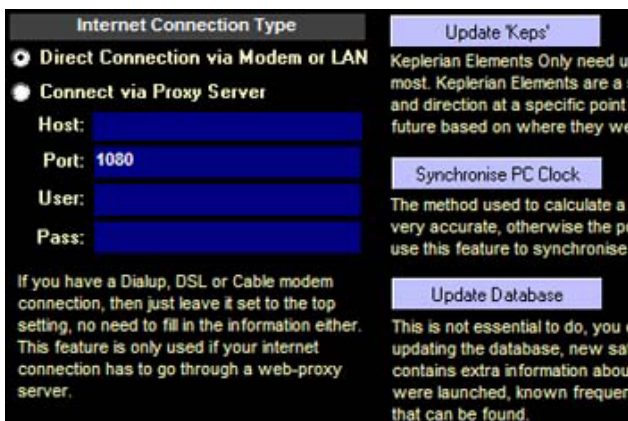 Internet Connection Type
Direct Connection via Modem or LAN
Connect via Proxy Server
Host:
Port: 1080
User:
Pass:
If you have a Dialup, DSL or Cable modem
connection, then just leave it set to the top
setting, no need to fill in the information either.
This feature is only used if your internet
connection has to go through a web-proxy
server.
Update 'Keps'
Keplerian Elements Only need u
most. Keplerian Elements are a
and direction at a specific point
future based on where they we
Synchronise PC Clock
The method used to calculate a
very accurate, otherwise the po
use this feature to synchronise
Update Database
This is not essential to do, you
updating the database, new sat
contains extra information abou
were launched, known frequen
that can be found.